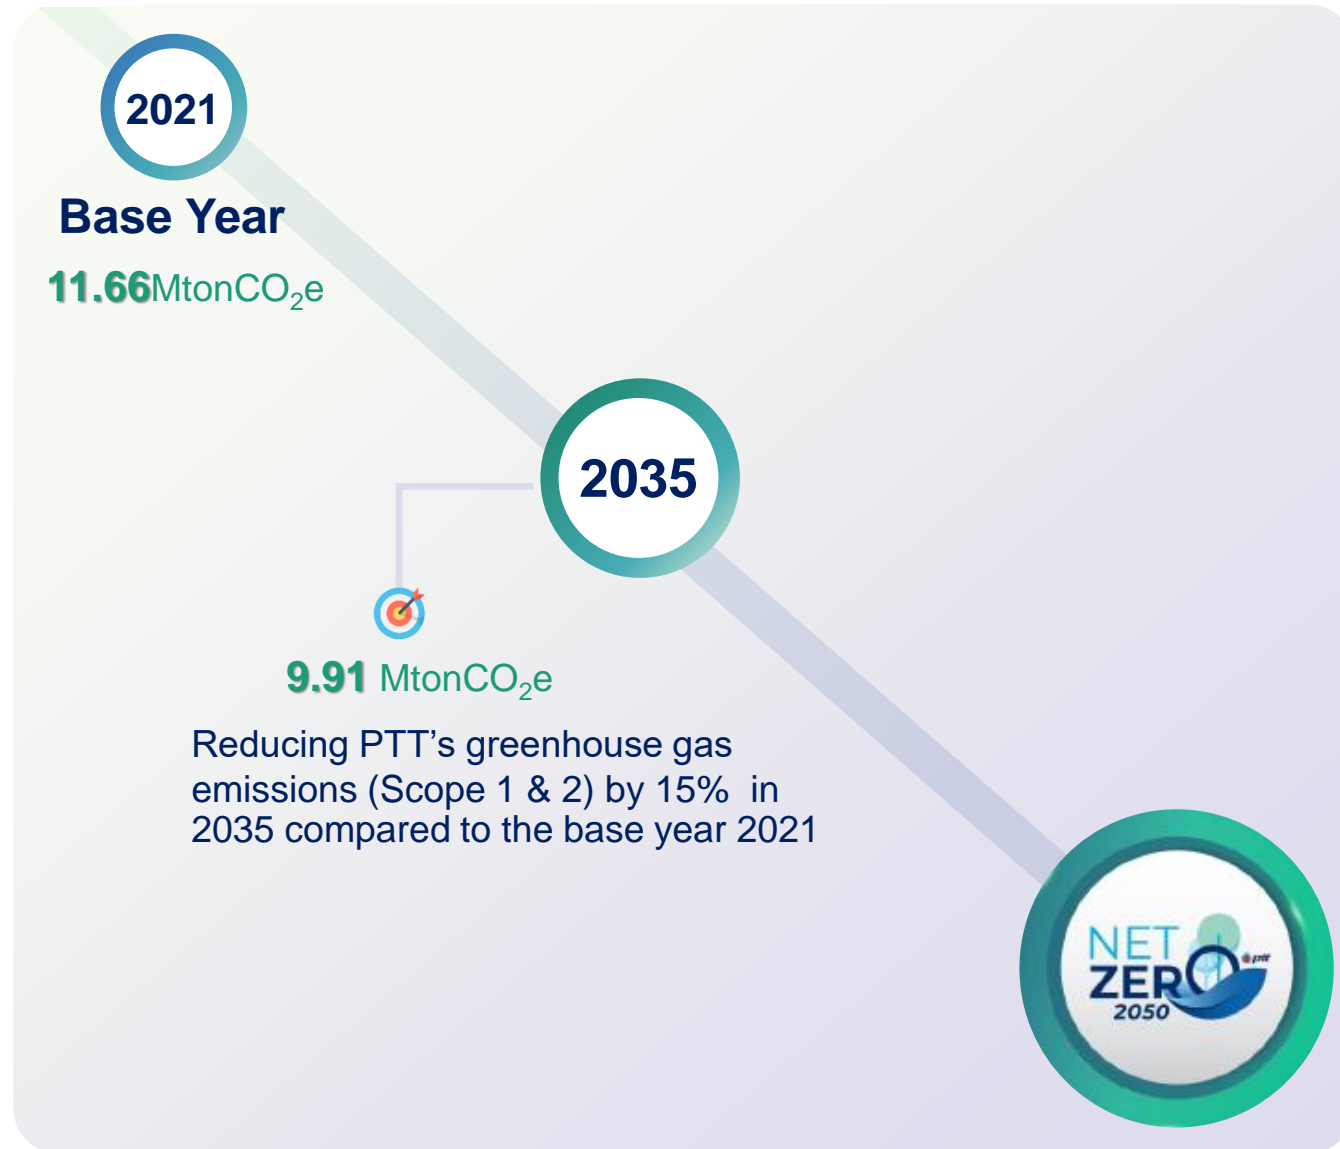 2021
Base Year
11.66MtonCO₂e
2035
9.91 MtonCO₂e
Reducing PTT’s greenhouse gas
emissions (Scope 1 & 2) by 15%  in
2035 compared to the base year 2021
NET
ZERO
ptt
2050